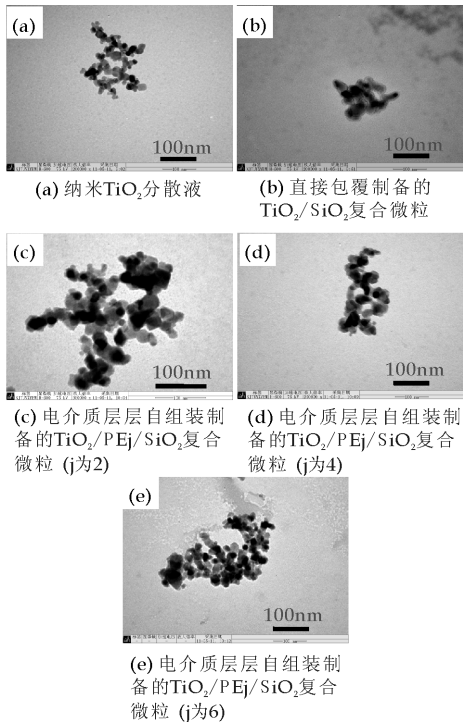 (a)
100nm
(b)
100nm
(a) 纳米TiO₂分散液
(b) 直接包覆制备的
TiO₂/SiO₂复合微粒
(c)
100nm
(d)
100nm
(c) 电介质层层自组装制
备的TiO₂/PEj/SiO₂复合
微粒 (j为2)
(d) 电介质层层自组装制
备的TiO₂/PEj/SiO₂复合
微粒 (j为4)
(e)
100nm
(e) 电介质层层自组装制
备的TiO₂/PEj/SiO₂复合
微粒 (j为6)